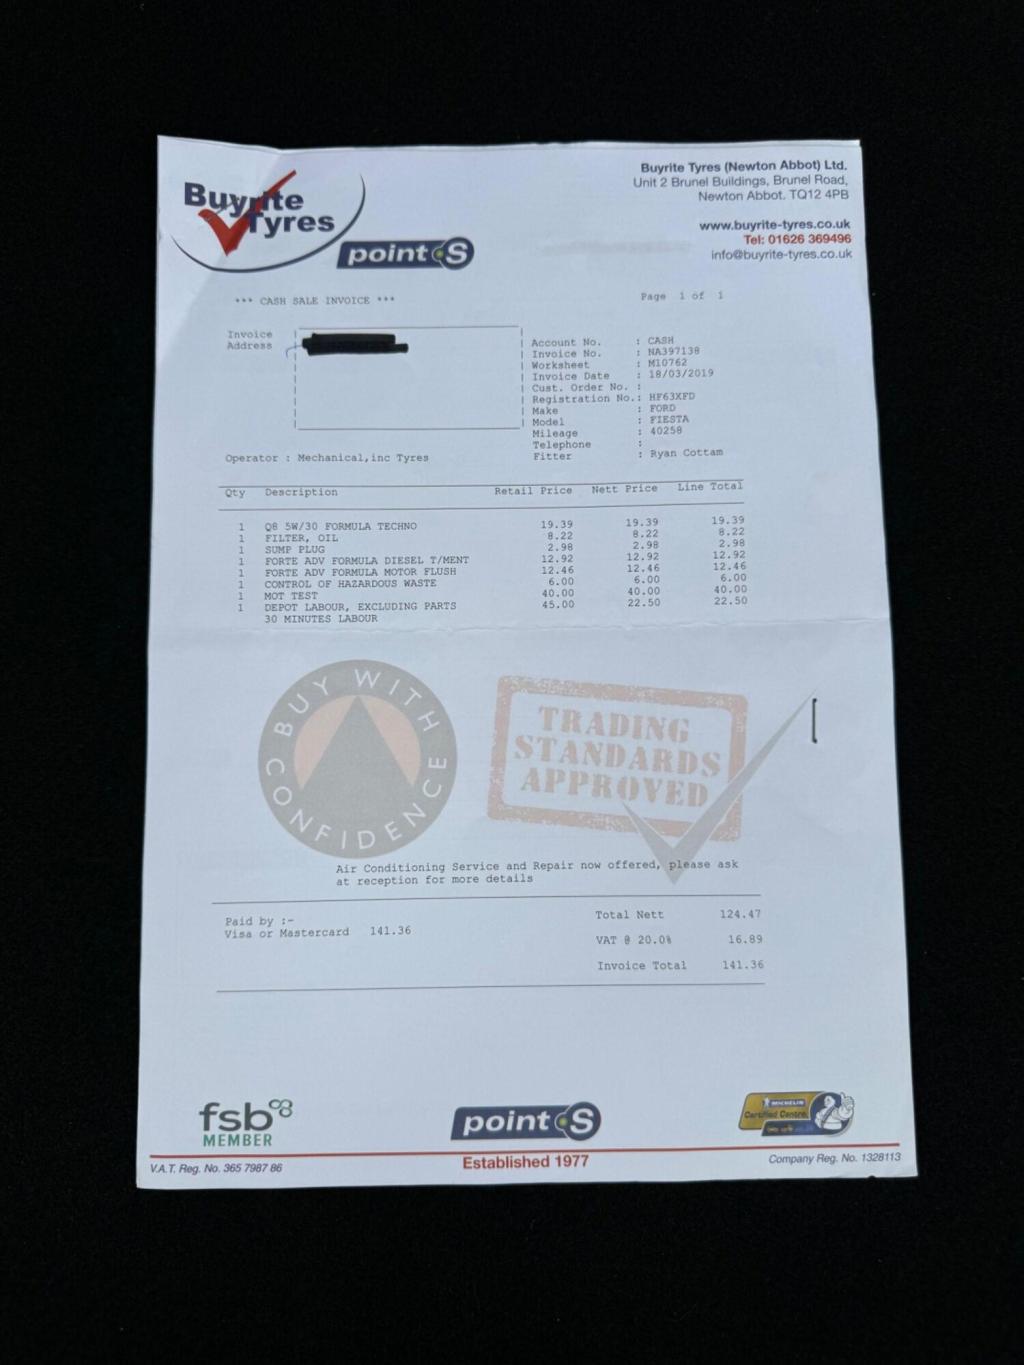 Buyrite Tyres
point S
Buyrite Tyres (Newton Abbot) Ltd.
Unit 2 Brunel Buildings, Brunel Road,
Newton Abbot. TQ12 4PB
www.buyrite-tyres.co.uk
Tel: 01626 369496
info@buyrite-tyres.co.uk
*** CASH SALE INVOICE ***
Page 1 of 1
Invoice
Address
Account No. : CASH
Invoice No. : NA397138
Worksheet : M10762
Invoice Date : 18/03/2019
Cust. Order No. :
Registration No.: HF63XFD
Make : FORD
Model : FIESTA
Mileage : 40258
Telephone :
Fitter : Ryan Cottam
Operator : Mechanical,inc Tyres
Qty Description Retail Price Nett Price Line Total
1 Q8 5W/30 FORMULA TECHNO 19.39 19.39 19.39
1 FILTER, OIL 8.22 8.22 8.22
1 SUMP PLUG 2.98 2.98 2.98
1 FORTE ADV FORMULA DIESEL T/MENT 12.92 12.92 12.92
1 FORTE ADV FORMULA MOTOR FLUSH 12.46 12.46 12.46
1 CONTROL OF HAZARDOUS WASTE 6.00 6.00 6.00
1 MOT TEST 40.00 40.00 40.00
1 DEPOT LABOUR, EXCLUDING PARTS 45.00 22.50 22.50
30 MINUTES LABOUR
BUY WITH CONFIDENCE
TRADING
STANDARDS
APPROVED
Air Conditioning Service and Repair now offered, please ask
at reception for more details
Paid by :-
Visa or Mastercard 141.36
Total Nett 124.47
VAT @ 20.0% 16.89
Invoice Total 141.36
fsb
MEMBER
point S
Established 1977
MICHELIN
Certified Centre
V.A.T. Reg. No. 365 7987 86
Company Reg. No. 1328113